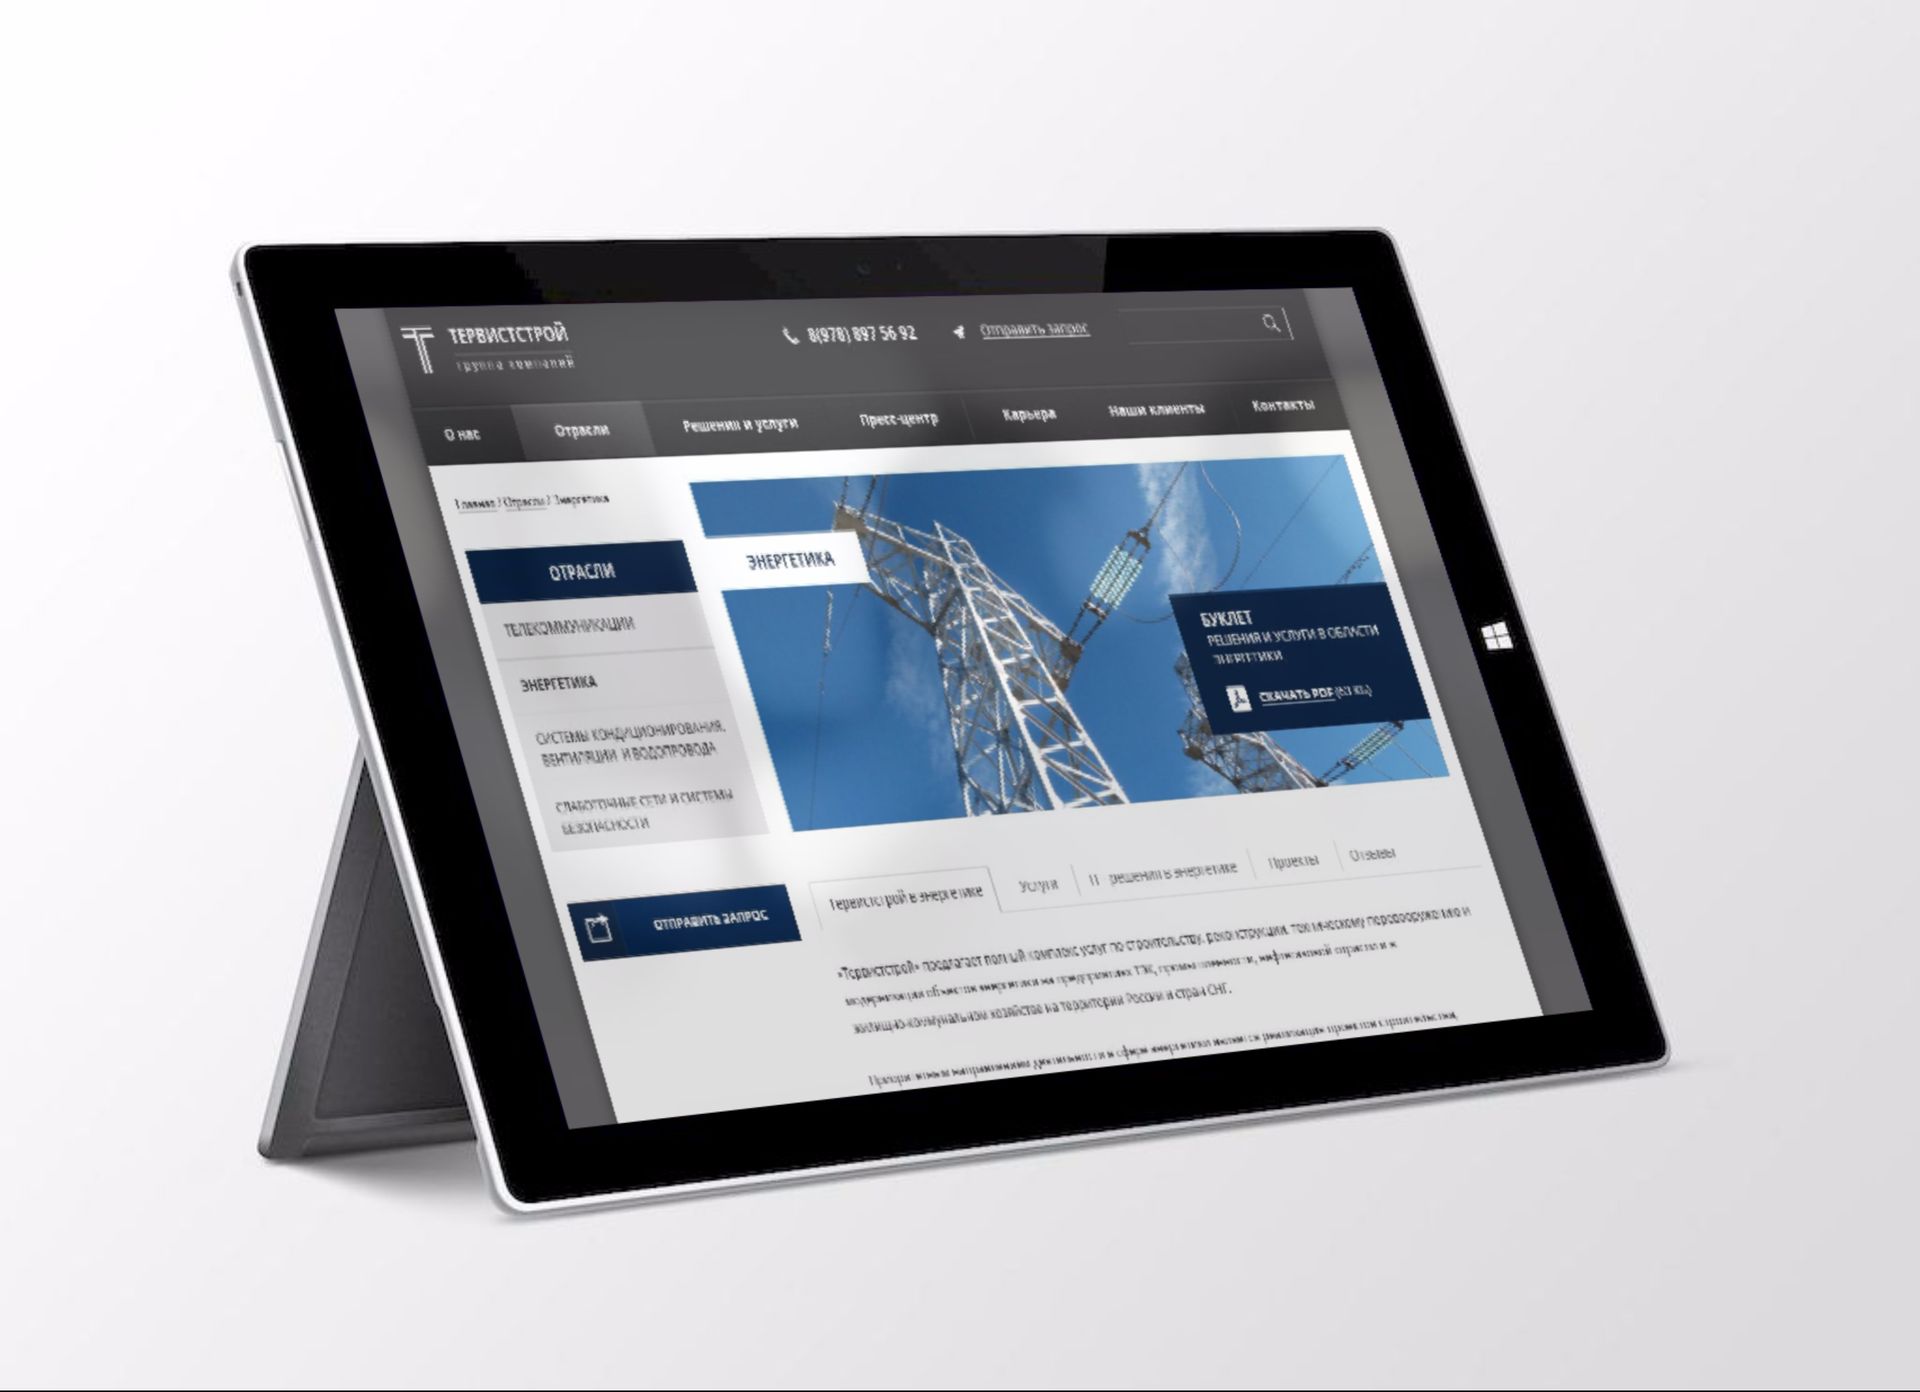 ТЕРВИСТСТРОЙ
группа компаний
8(978) 897 56 92
Отправить запрос
О нас
Отрасли
Решения и услуги
Пресс-центр
Карьера
Наши клиенты
Контакты
Главная / Отрасли / Энергетика
ОТРАСЛИ
ТЕЛЕКОММУНИКАЦИИ
ЭНЕРГЕТИКА
СИСТЕМЫ КОНДИЦИОНИРОВАНИЯ,
ВЕНТИЛЯЦИИ И ВОДОПРОВОДА
СЛАБОТОЧНЫЕ СЕТИ И СИСТЕМЫ
БЕЗОПАСНОСТИ
ОТПРАВИТЬ ЗАПРОС
ЭНЕРГЕТИКА
БУКЛЕТ
РЕШЕНИЯ И УСЛУГИ В ОБЛАСТИ
ЭНЕРГЕТИКИ
СКАЧАТЬ PDF
Тервистстрой в энергетике
Услуги
IT решения в энергетике
Проекты
Отзывы
«Тервистстрой» предлагает полный комплекс услуг по строительству, реконструкции, техническому перевооружению и
модернизации объектов энергетики на предприятиях ТЭК, промышленности, нефтегазовой отрасли и в
жилищно-коммунальном хозяйстве на территории России и стран СНГ.